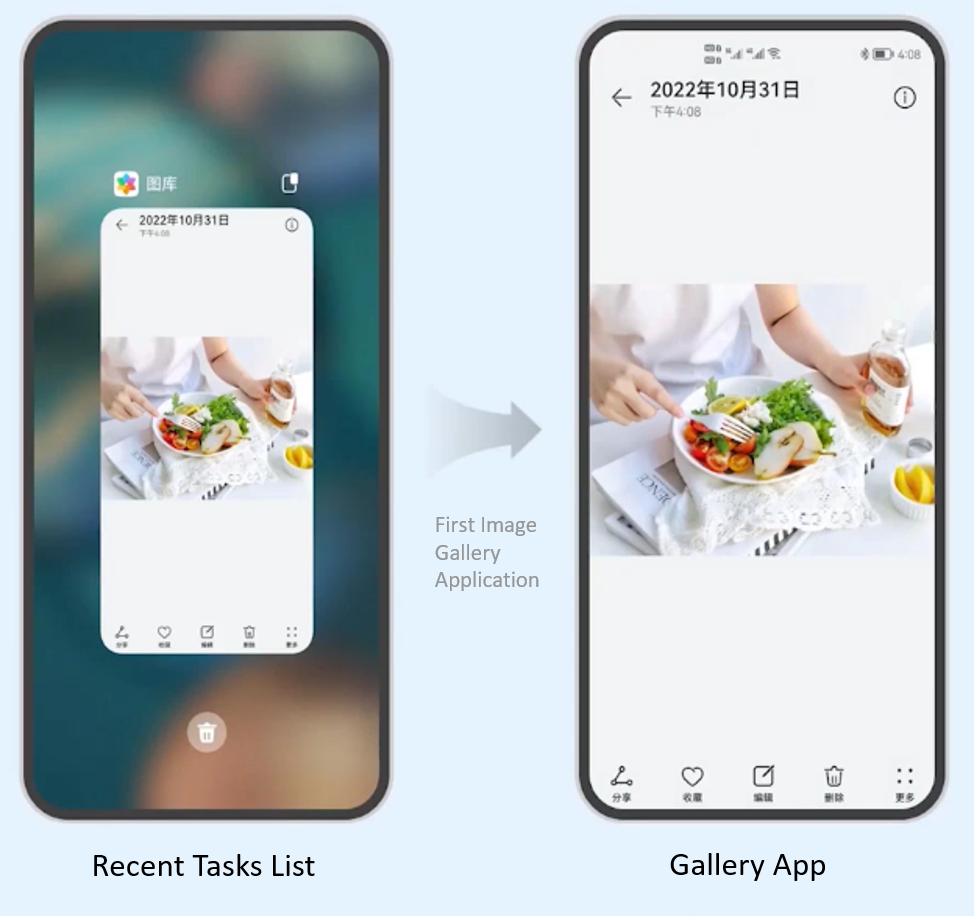 图库
2022年10月31日
下午4:08
分享
收藏
编辑
删除
更多
Recent Tasks List
First Image
Gallery
Application
4:08
2022年10月31日
下午4:08
分享
收藏
编辑
删除
更多
Gallery App